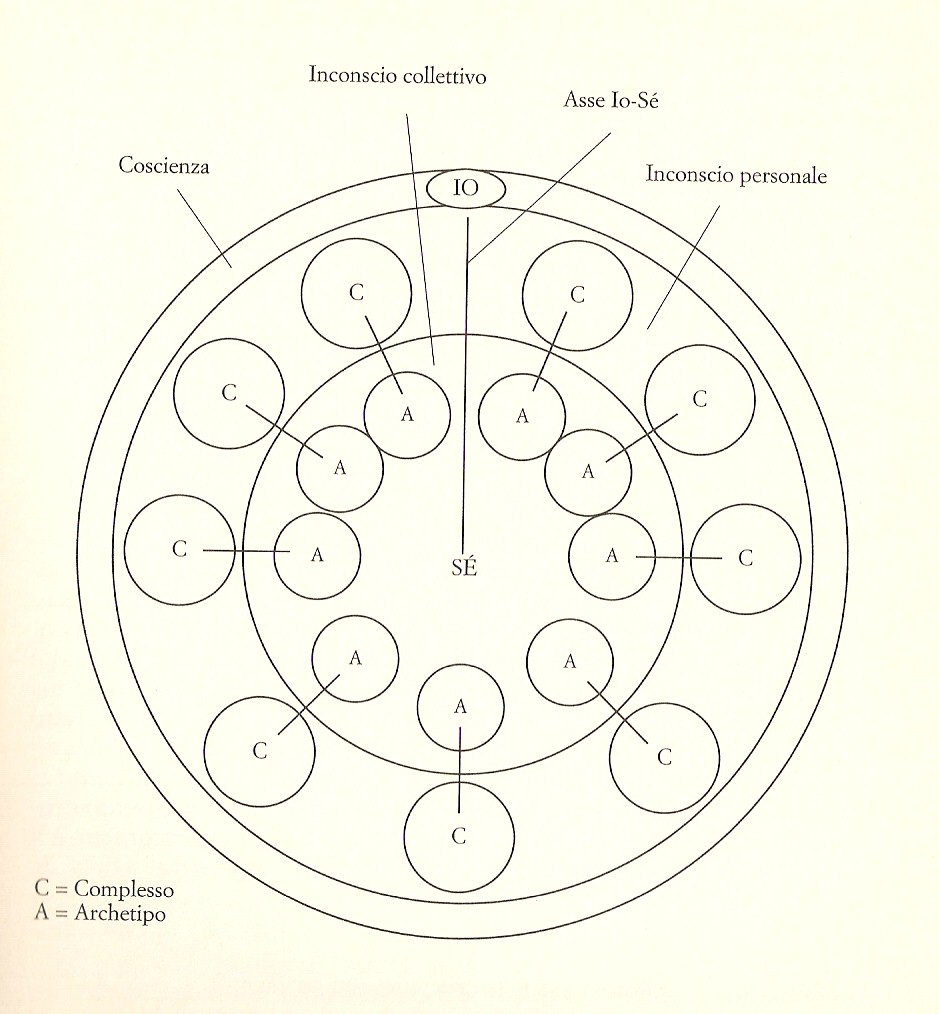 Inconscio collettivo
Asse Io-Sé
Coscienza
Inconscio personale
IO
C
C
C
C
A
A
A
A
C
A
A
C
SÉ
A
A
A
C
C
C
C = Complesso
A = Archetipo